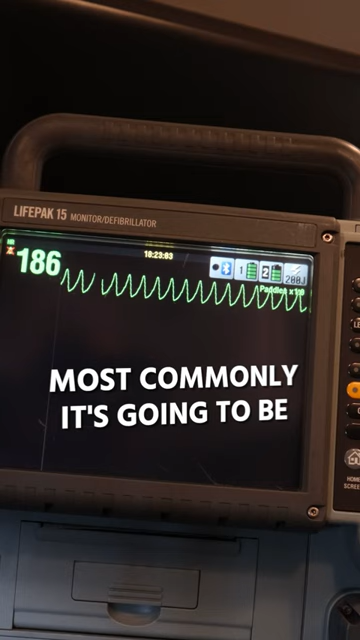 LIFEPAK 15 MONITOR/DEFIBRILLATOR
HR
186
10:23:03
1
2
200J
Paddles x1.0
MOST COMMONLY
IT'S GOING TO BE
HOME
SCREEN